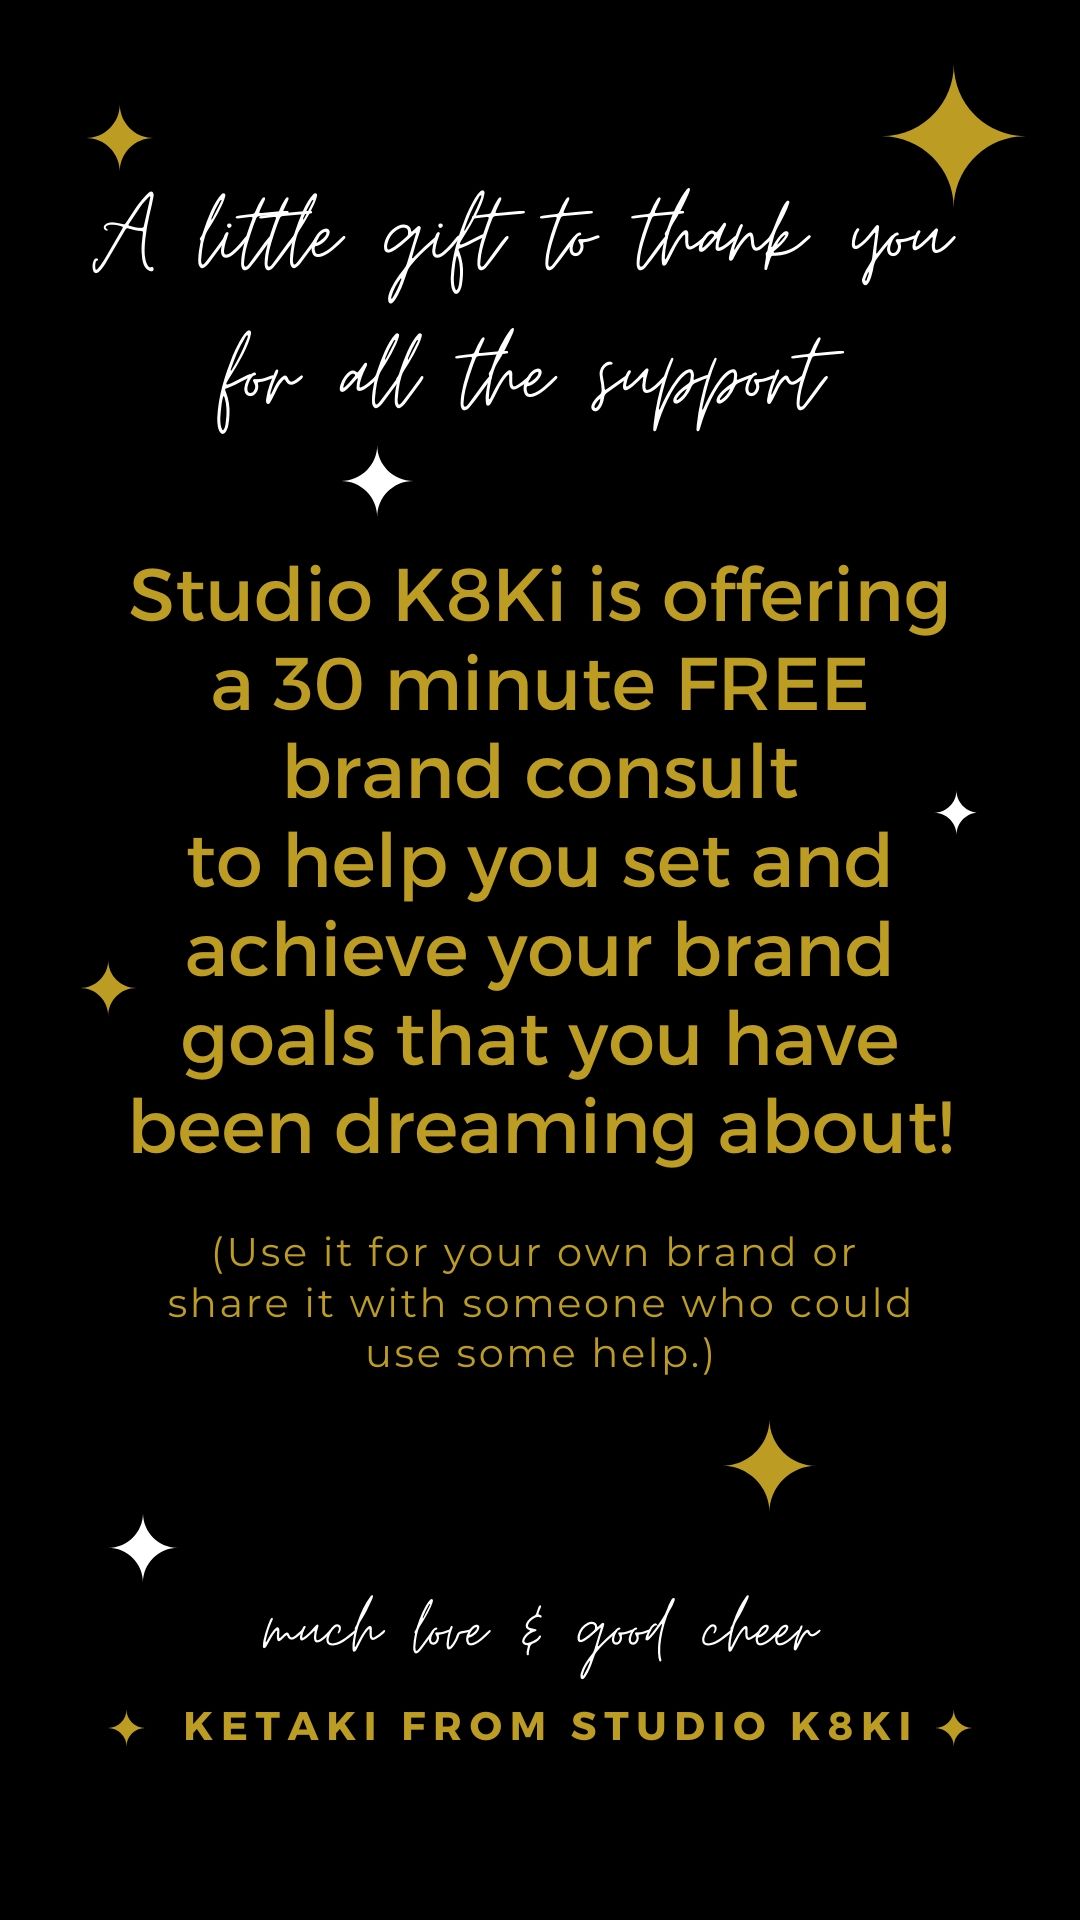 A little gift to thank you
for all the support
Studio K8Ki is offering
a 30 minute FREE
brand consult
to help you set and
achieve your brand
goals that you have
been dreaming about!
(Use it for your own brand or
share it with someone who could
use some help.)
much love & good cheer
KETAKI FROM STUDIO K8KI